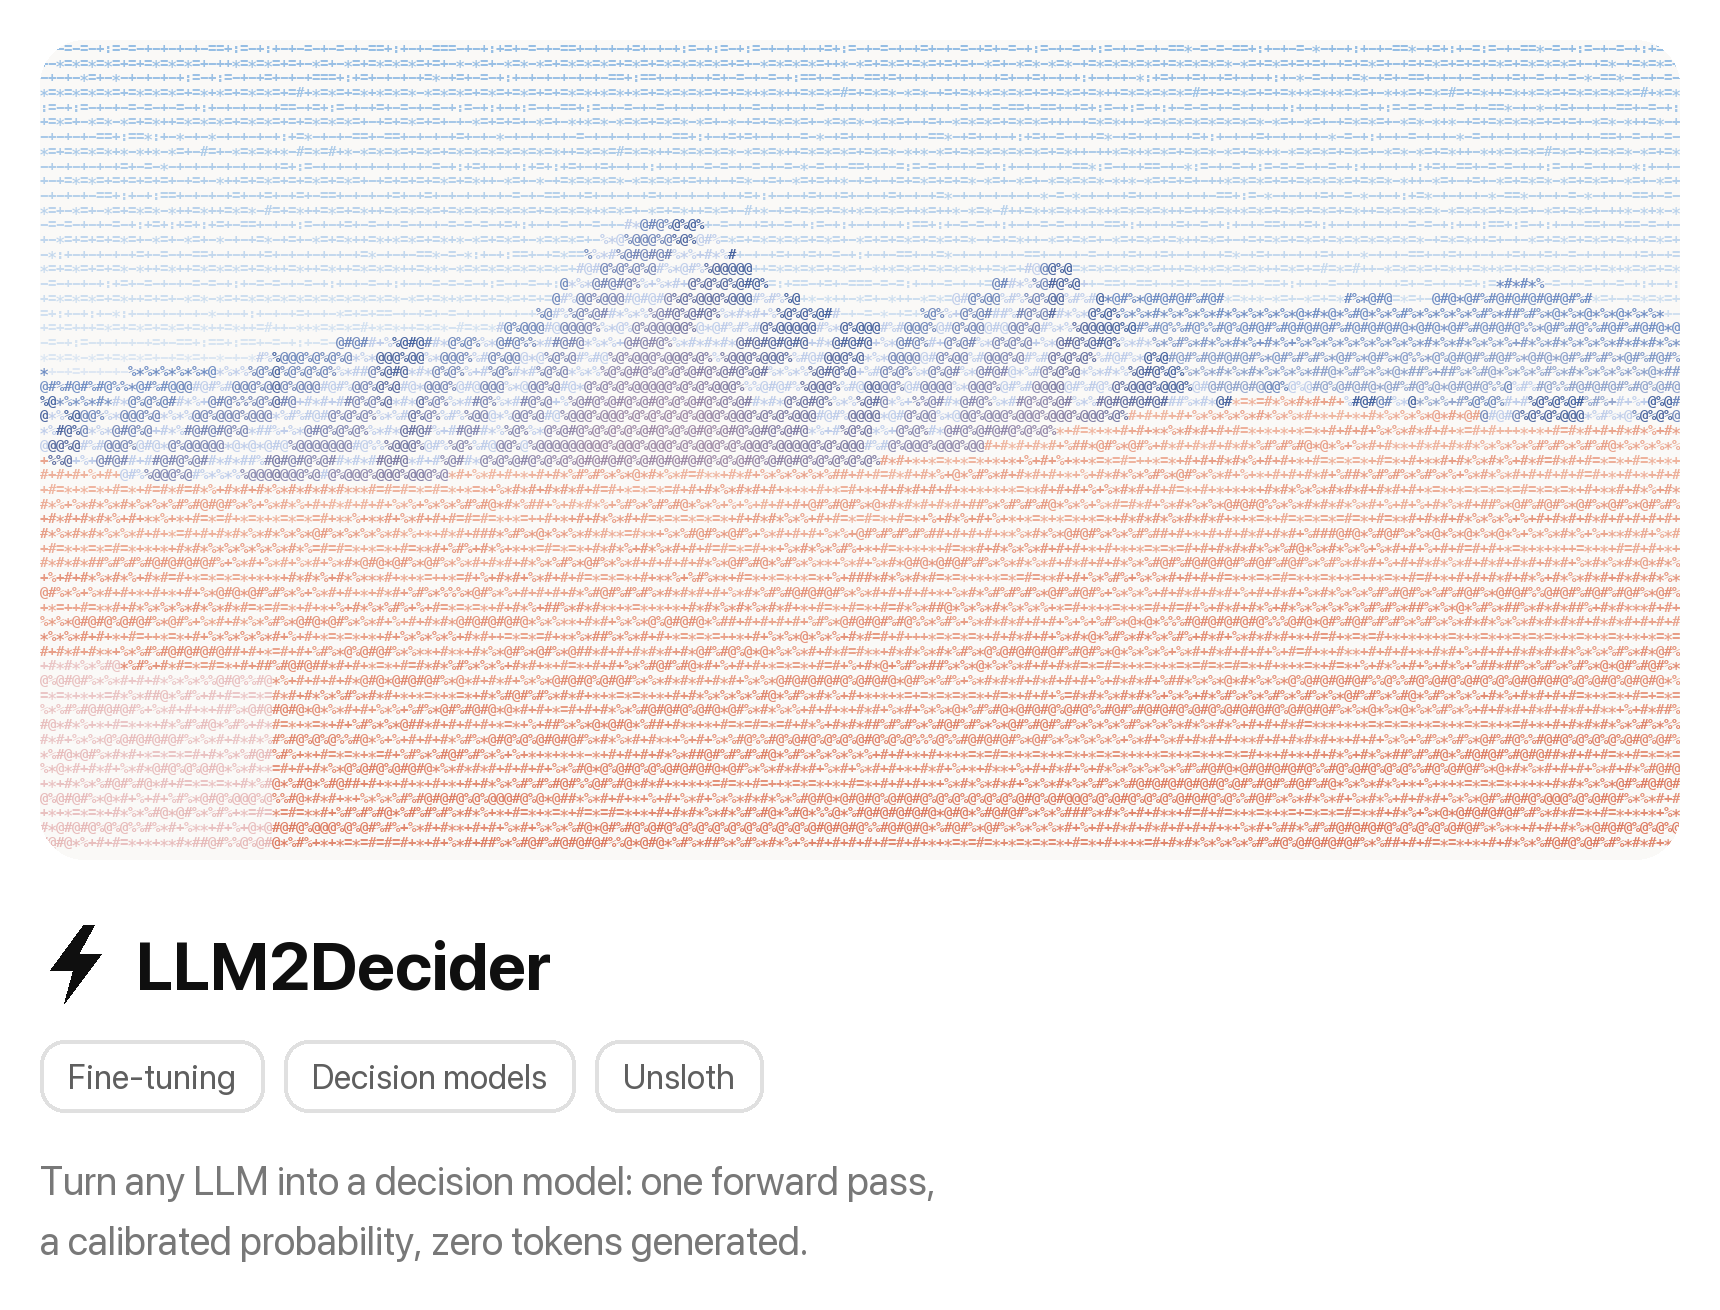 LLM2Decider
Fine-tuning
Decision models
Unsloth
Turn any LLM into a decision model: one forward pass,
a calibrated probability, zero tokens generated.